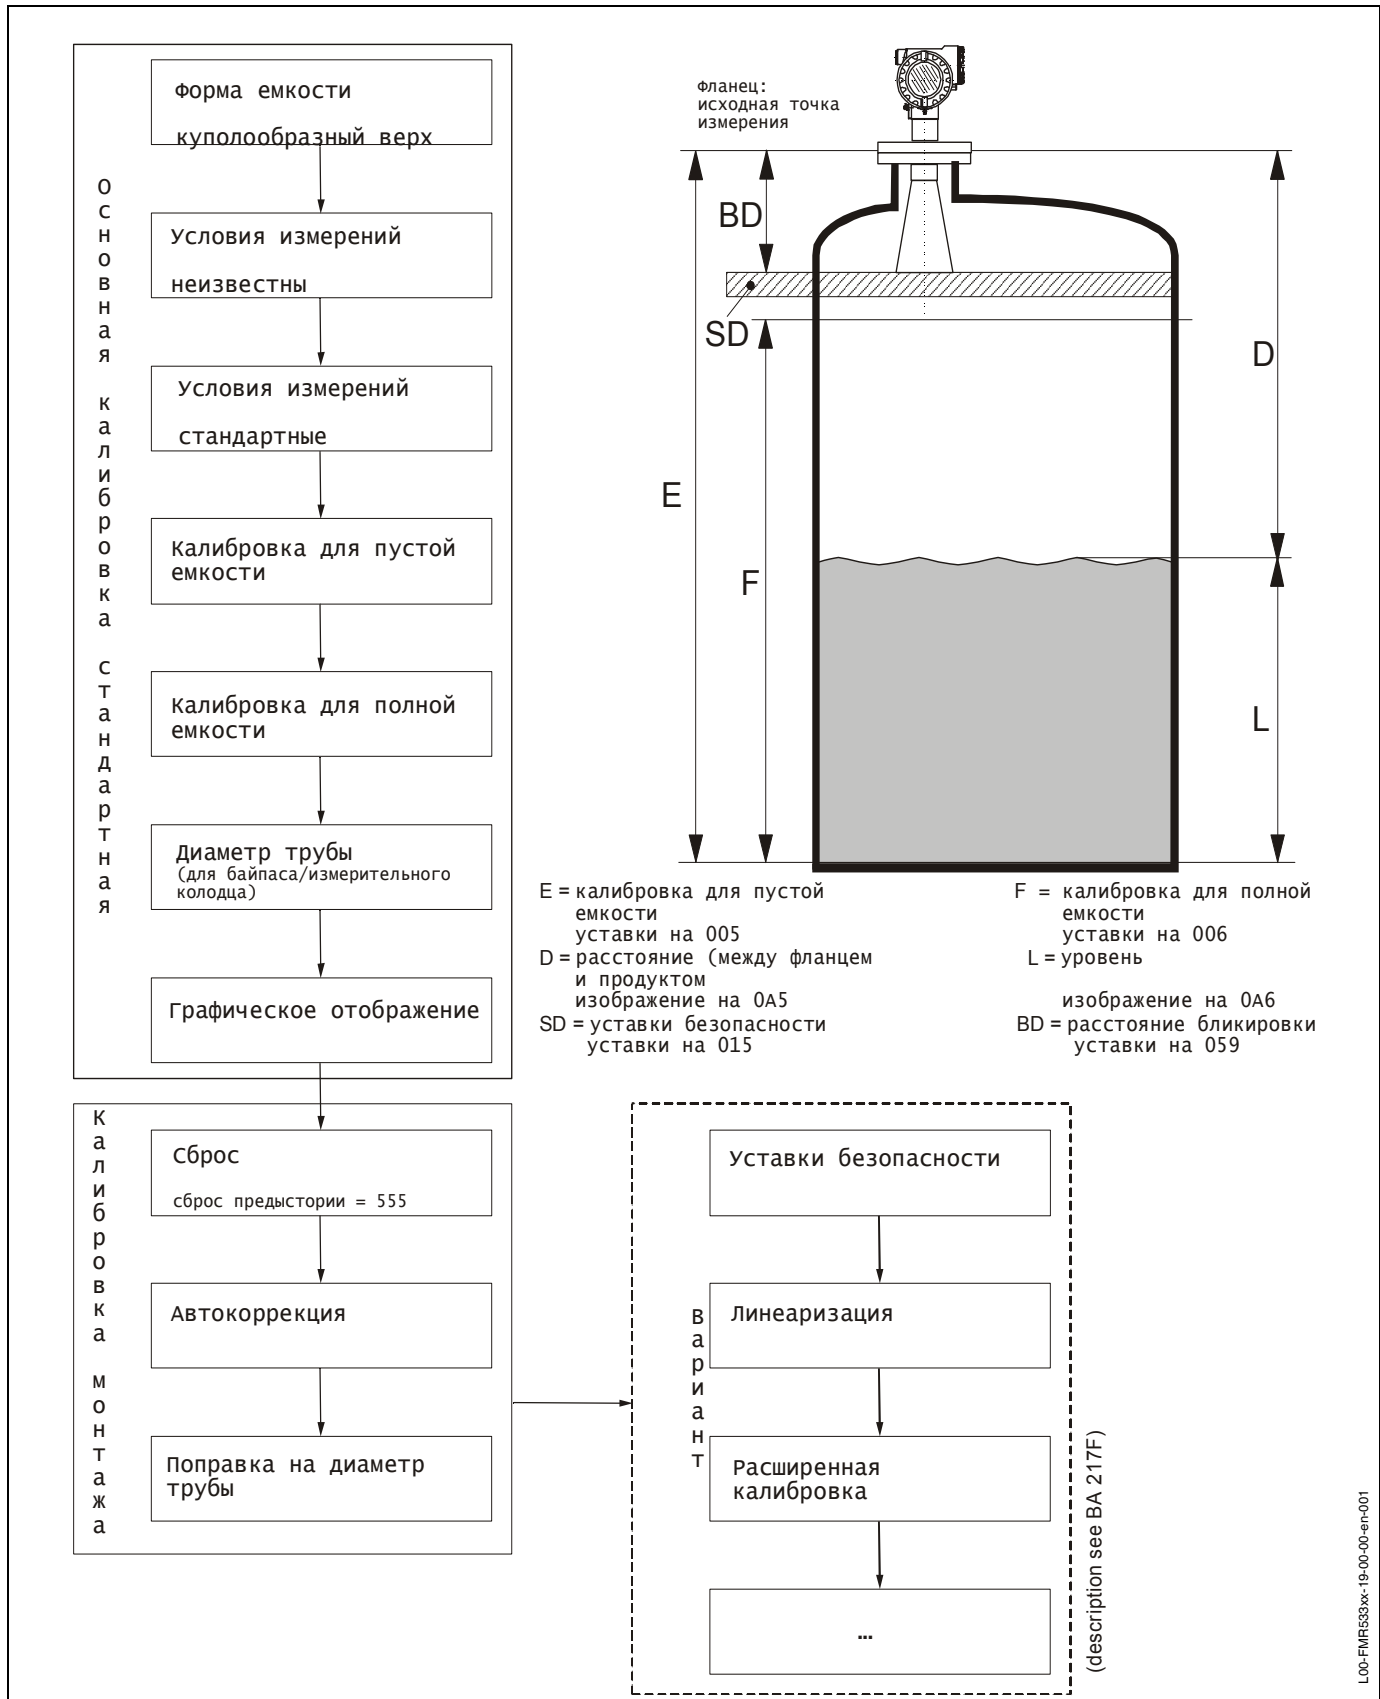 Основная калибровка стандартная
Форма емкости
куполообразный верх
Условия измерений
неизвестны
Условия измерений
стандартные
Калибровка для пустой
емкости
Калибровка для полной
емкости
Диаметр трубы
(для байпаса/измерительного
колодца)
Графическое отображение
Фланец:
исходная точка
измерения
BD
SD
E
F
D
L
E = калибровка для пустой
емкости
уставки на 005
D = расстояние (между фланцем
и продуктом
изображение на 0A5
SD = уставки безопасности
уставки на 015
F = калибровка для полной
емкости
уставки на 006
L = уровень
изображение на 0A6
BD = расстояние бликировки
уставки на 059
Калибровка монтажа
Сброс
сброс предыстории = 555
Автокоррекция
Поправка на диаметр
трубы
Вариант
Уставки безопасности
Линеаризация
Расширенная
калибровка
...
(description see BA 217F)
L00-FMR533xx-19-00-00-en-001